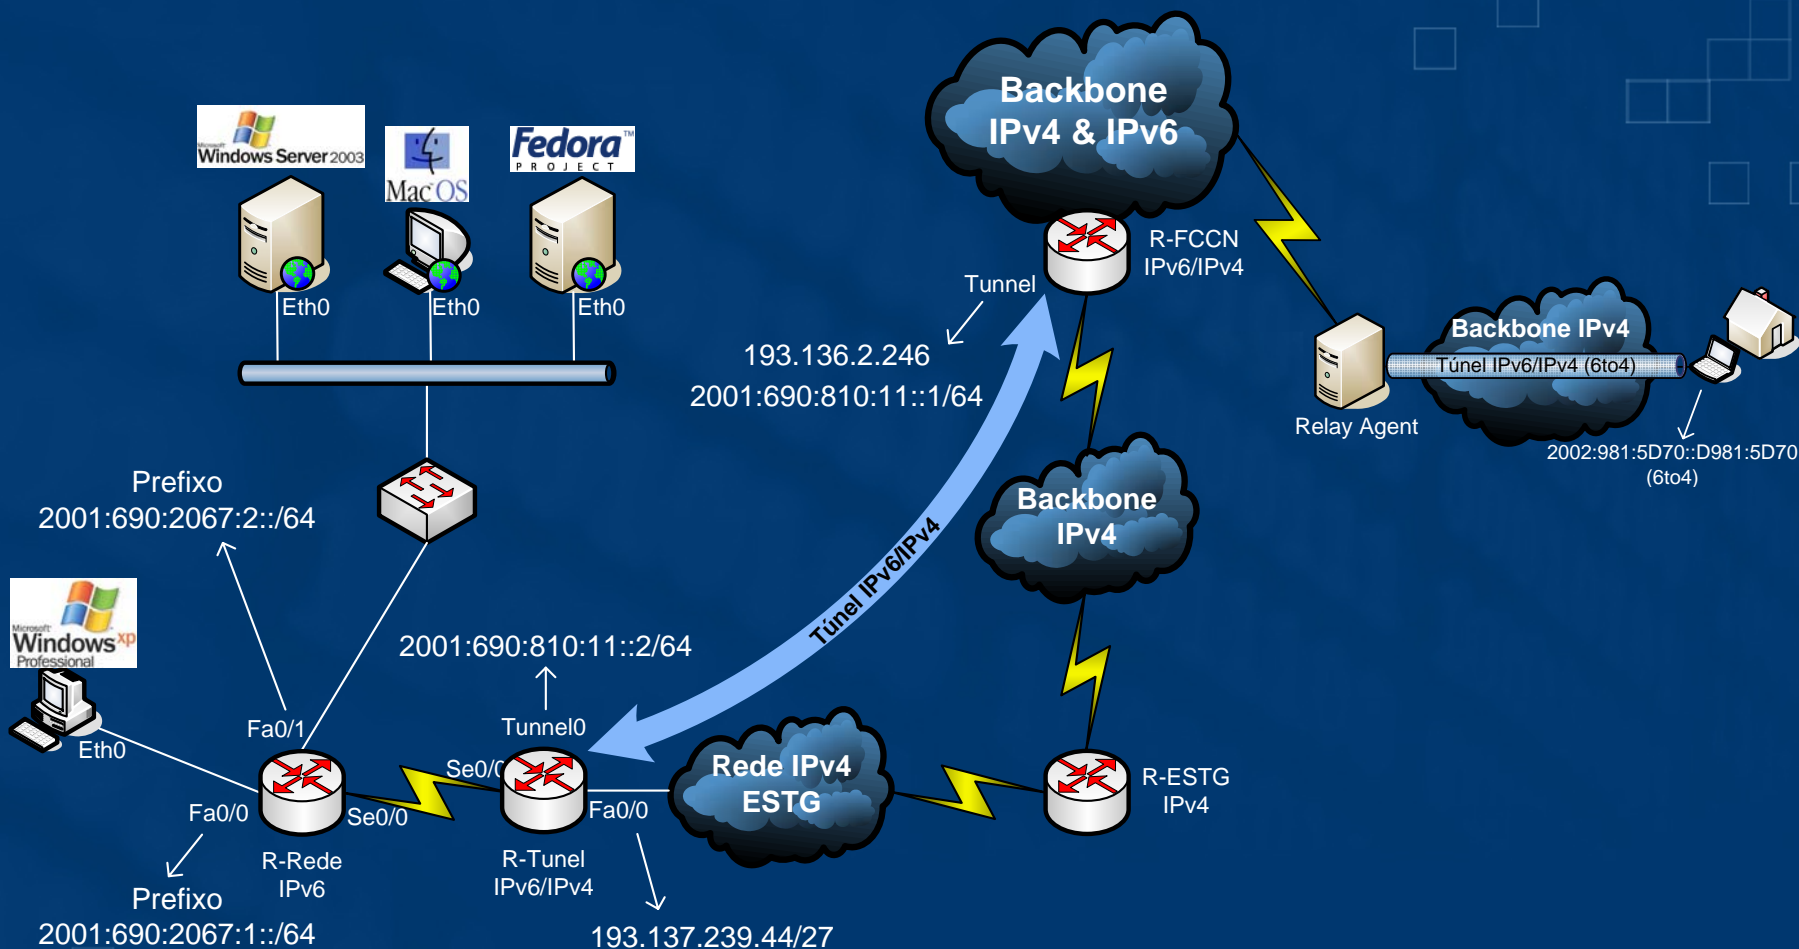 Backbone
IPv4 & IPv6
Microsoft
Windows Server 2003
Mac OS
Fedora™
PROJECT
Eth0
Eth0
Eth0
R-FCCN
IPv6/IPv4
Tunnel
193.136.2.246
2001:690:810:11::1/64
Backbone IPv4
Túnel IPv6/IPv4 (6to4)
Relay Agent
2002:981:5D70::D981:5D70
(6to4)
Prefixo
2001:690:2067:2::/64
Backbone
IPv4
Túnel IPv6/IPv4
Microsoft
Windows xp
Professional
Eth0
2001:690:810:11::2/64
Tunnel0
Fa0/1
Se0/0
Rede IPv4
ESTG
R-ESTG
IPv4
Fa0/0
Se0/0
Fa0/0
R-Rede
IPv6
R-Tunel
IPv6/IPv4
Prefixo
2001:690:2067:1::/64
193.137.239.44/27